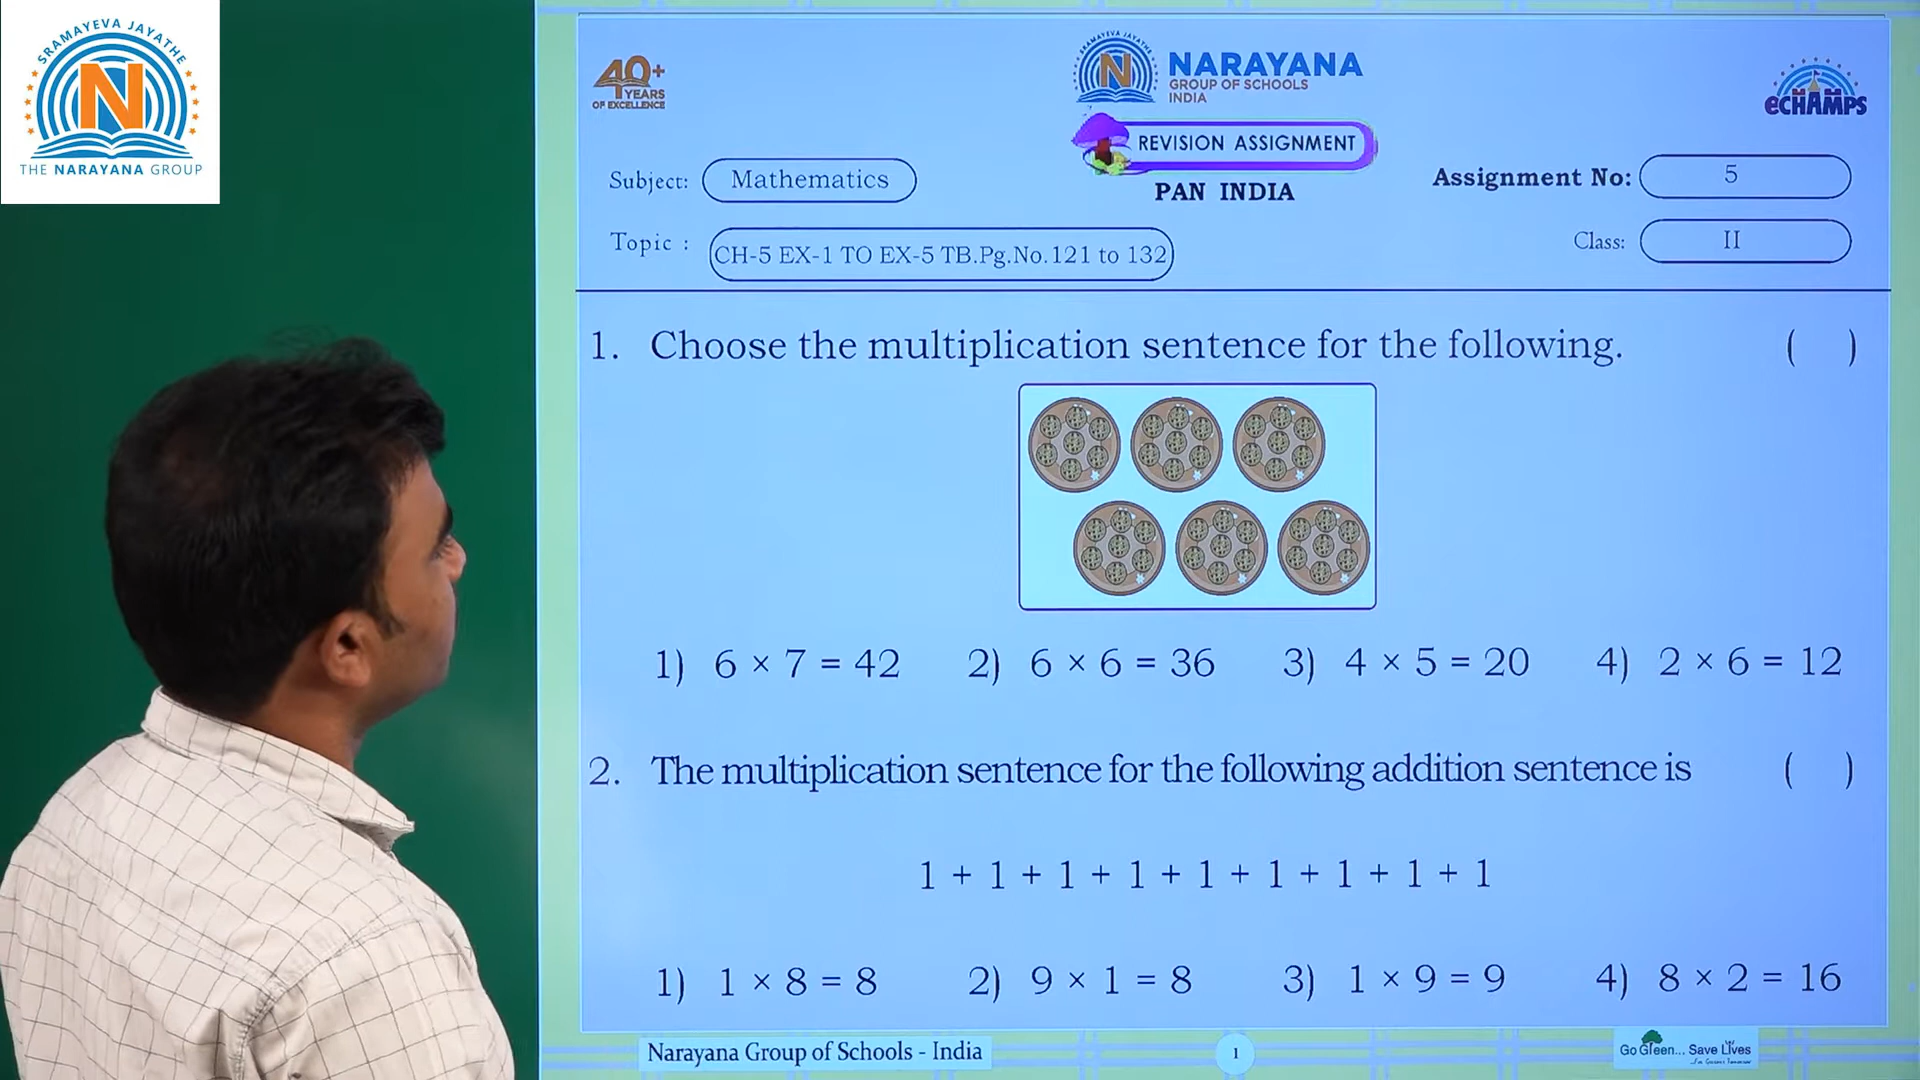 SRAMAYEVA JAYATHE
N
THE NARAYANA GROUP
40+
YEARS
OF EXCELLENCE
SRAMAYEVA JAYATHE
N
NARAYANA
GROUP OF SCHOOLS
INDIA
eCHAMPS
REVISION ASSIGNMENT
PAN INDIA
Subject: Mathematics
Assignment No: 5
Topic : CH-5 EX-1 TO EX-5 TB.Pg.No.121 to 132
Class: II
1. Choose the multiplication sentence for the following. ( )
1) 6 × 7 = 42 2) 6 × 6 = 36 3) 4 × 5 = 20 4) 2 × 6 = 12
2. The multiplication sentence for the following addition sentence is ( )
1 + 1 + 1 + 1 + 1 + 1 + 1 + 1 + 1
1) 1 × 8 = 8 2) 9 × 1 = 8 3) 1 × 9 = 9 4) 8 × 2 = 16
Narayana Group of Schools - India
1
Go Green... Save Lives